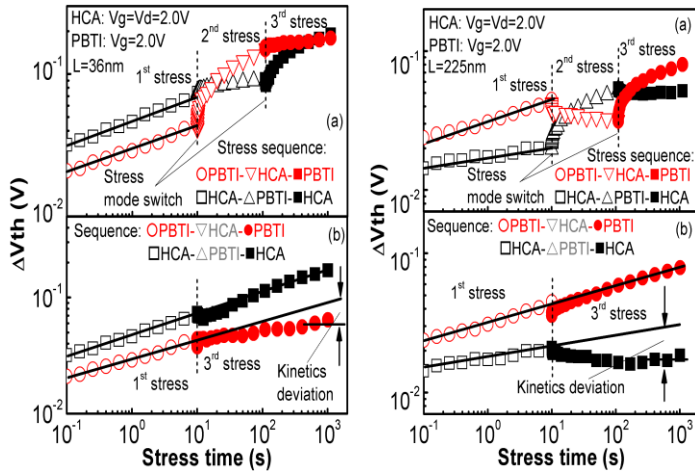 HCA: Vg=Vd=2.0V
PBTI: Vg=2.0V
L=36nm
1st stress
2nd stress
3rd stress
(a)
Stress mode switch
Stress sequence:
○PBTI-▽HCA-■PBTI
□HCA-△PBTI-■HCA
10^-1
10^-2
Sequence: ○PBTI-▽HCA-●PBTI
□HCA-△PBTI-■HCA
(b)
1st stress
3rd stress
Kinetics deviation
10^-1
10^-2
ΔVth (V)
10^-1 10^0 10^1 10^2 10^3
Stress time (s)
HCA: Vg=Vd=2.0V
PBTI: Vg=2.0V
L=225nm
(a)
1st stress
2nd stress
3rd stress
Stress mode switch
Stress sequence:
○PBTI-▽HCA-■PBTI
□HCA-△PBTI-■HCA
10^-1
10^-2
Sequence: ○PBTI-▽HCA-●PBTI
□HCA-△PBTI-■HCA
(b)
1st stress
3rd stress
Kinetics deviation
10^-1
10^-2
ΔVth (V)
10^-1 10^0 10^1 10^2 10^3
Stress time (s)